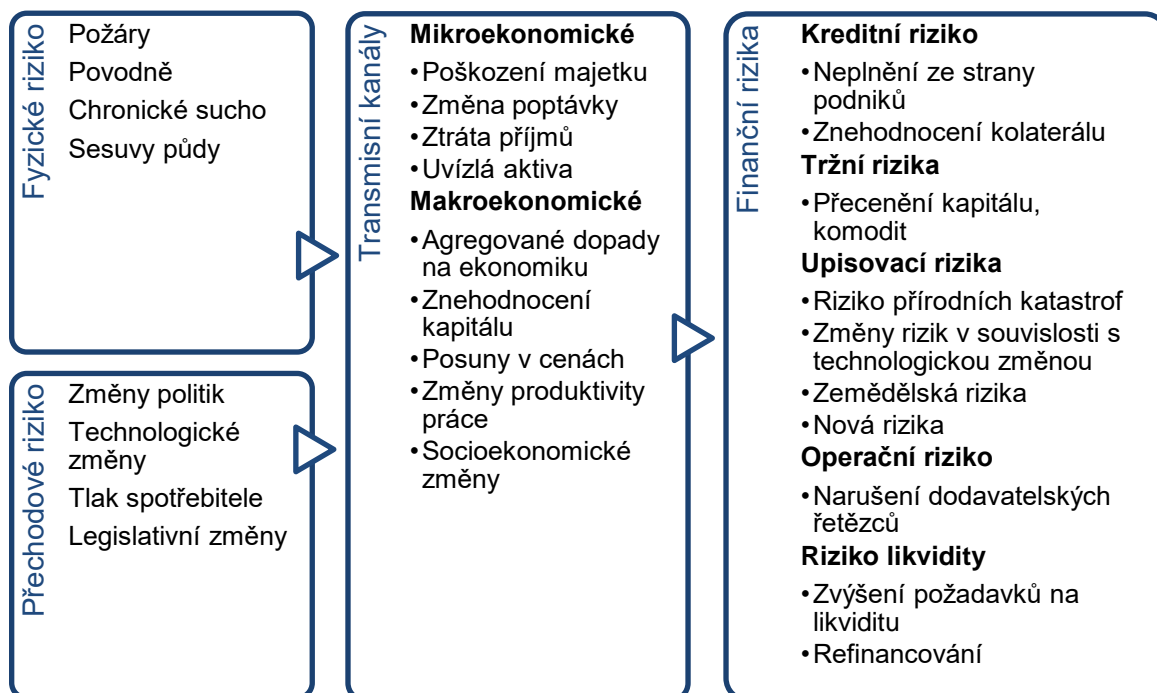 Fyzické riziko
Požáry
Povodně
Chronické sucho
Sesuvy půdy
Přechodové riziko
Změny politik
Technologické
změny
Tlak spotřebitele
Legislativní změny
Transmisní kanály
Mikroekonomické
•Poškození majetku
•Změna poptávky
•Ztráta příjmů
•Uvízlá aktiva
Makroekonomické
•Agregované dopady
na ekonomiku
•Znehodnocení
kapitálu
•Posuny v cenách
•Změny produktivity
práce
•Socioekonomické
změny
Finanční rizika
Kreditní riziko
•Neplnění ze strany
podniků
•Znehodnocení kolaterálu
Tržní rizika
•Přecenění kapitálu,
komodit
Upisovací rizika
•Riziko přírodních katastrof
•Změny rizik v souvislosti s
technologickou změnou
•Zemědělská rizika
•Nová rizika
Operační riziko
•Narušení dodavatelských
řetězců
Riziko likvidity
•Zvýšení požadavků na
likviditu
•Refinancování